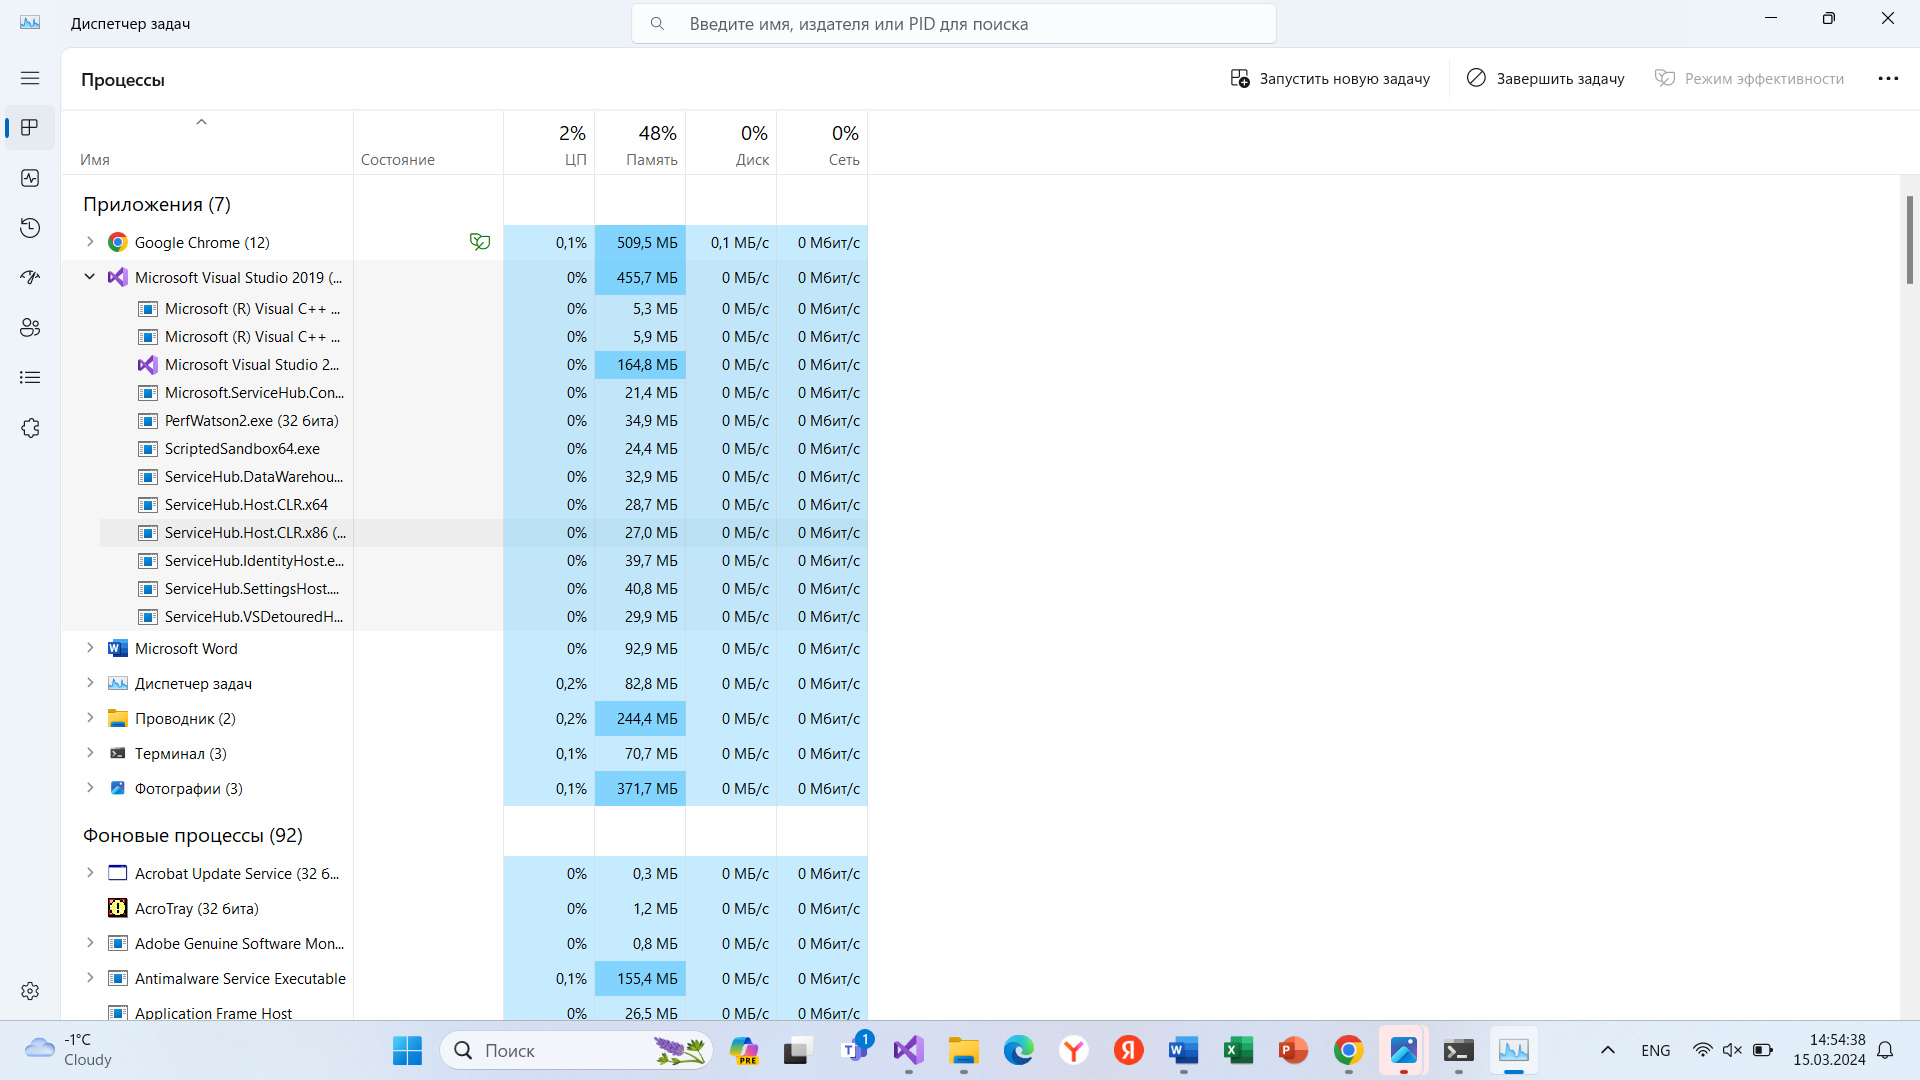 Диспетчер задач
Введите имя, издателя или PID для поиска
Процессы
Запустить новую задачу
Завершить задачу
Режим эффективности
2% 48% 0% 0%
Имя Состояние ЦП Память Диск Сеть
Приложения (7)
Google Chrome (12) 0,1% 509,5 МБ 0,1 МБ/с 0 Мбит/с
Microsoft Visual Studio 2019 (... 0% 455,7 МБ 0 МБ/с 0 Мбит/с
Microsoft (R) Visual C++ ... 0% 5,3 МБ 0 МБ/с 0 Мбит/с
Microsoft (R) Visual C++ ... 0% 5,9 МБ 0 МБ/с 0 Мбит/с
Microsoft Visual Studio 2... 0% 164,8 МБ 0 МБ/с 0 Мбит/с
Microsoft.ServiceHub.Con... 0% 21,4 МБ 0 МБ/с 0 Мбит/с
PerfWatson2.exe (32 бита) 0% 34,9 МБ 0 МБ/с 0 Мбит/с
ScriptedSandbox64.exe 0% 24,4 МБ 0 МБ/с 0 Мбит/с
ServiceHub.DataWarehou... 0% 32,9 МБ 0 МБ/с 0 Мбит/с
ServiceHub.Host.CLR.x64 0% 28,7 МБ 0 МБ/с 0 Мбит/с
ServiceHub.Host.CLR.x86 (... 0% 27,0 МБ 0 МБ/с 0 Мбит/с
ServiceHub.IdentityHost.e... 0% 39,7 МБ 0 МБ/с 0 Мбит/с
ServiceHub.SettingsHost.... 0% 40,8 МБ 0 МБ/с 0 Мбит/с
ServiceHub.VSDetouredH... 0% 29,9 МБ 0 МБ/с 0 Мбит/с
Microsoft Word 0% 92,9 МБ 0 МБ/с 0 Мбит/с
Диспетчер задач 0,2% 82,8 МБ 0 МБ/с 0 Мбит/с
Проводник (2) 0,2% 244,4 МБ 0 МБ/с 0 Мбит/с
Терминал (3) 0,1% 70,7 МБ 0 МБ/с 0 Мбит/с
Фотографии (3) 0,1% 371,7 МБ 0 МБ/с 0 Мбит/с
Фоновые процессы (92)
Acrobat Update Service (32 б... 0% 0,3 МБ 0 МБ/с 0 Мбит/с
AcroTray (32 бита) 0% 1,2 МБ 0 МБ/с 0 Мбит/с
Adobe Genuine Software Mon... 0% 0,8 МБ 0 МБ/с 0 Мбит/с
Antimalware Service Executable 0,1% 155,4 МБ 0 МБ/с 0 Мбит/с
Application Frame Host 0% 26,5 МБ 0 МБ/с 0 Мбит/с
-1°C
Cloudy
Поиск
PRE
1
ENG
14:54:38
15.03.2024